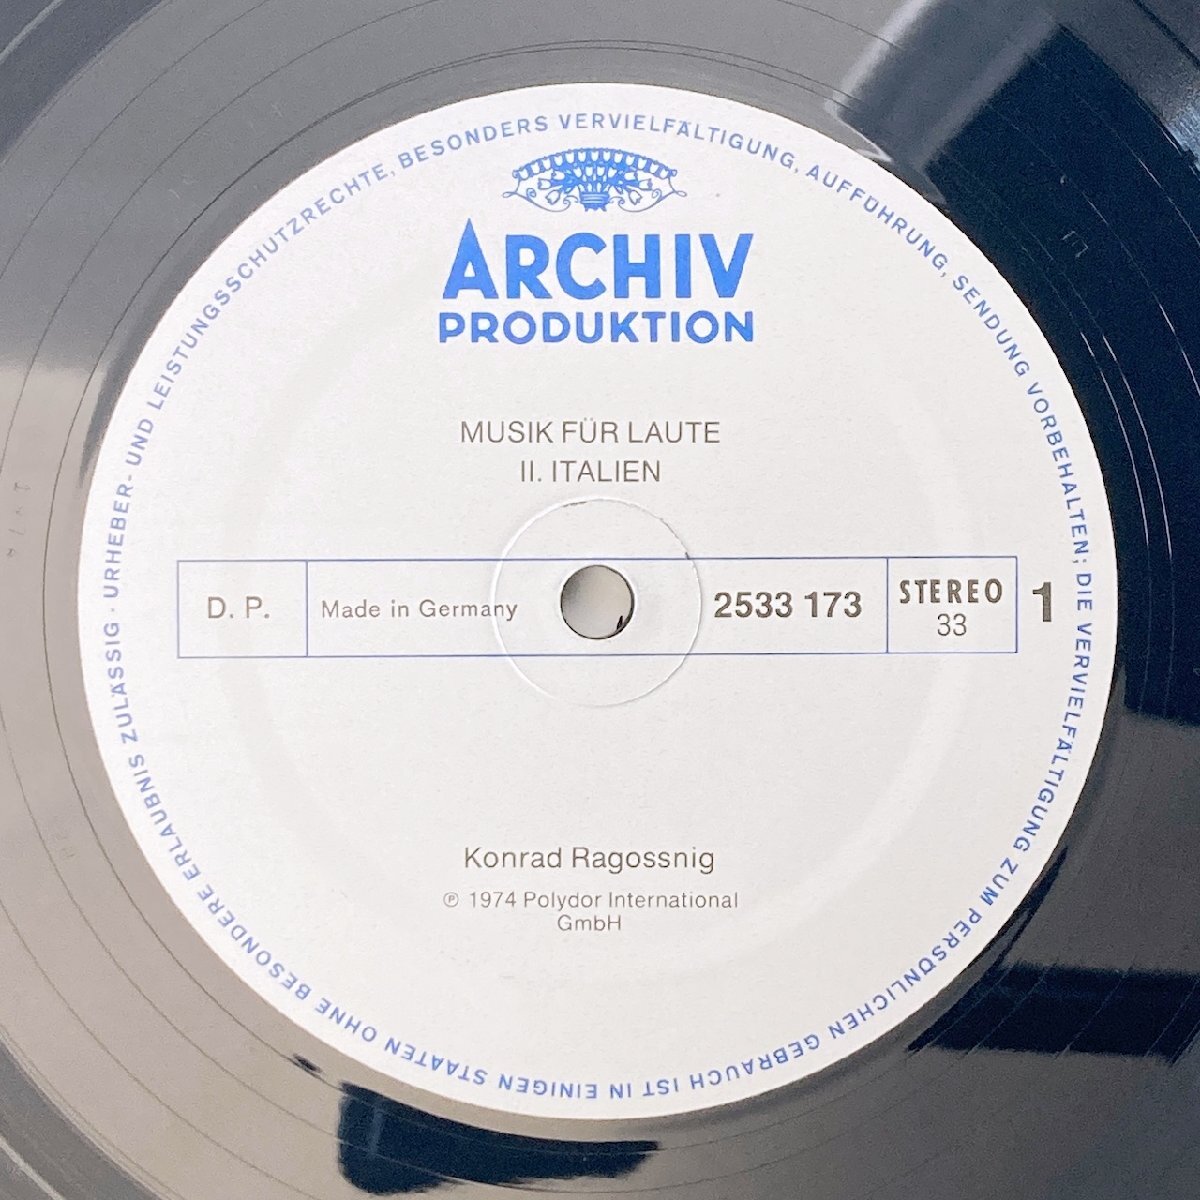 URHEBER- UND LEISTUNGSSCHUTZRECHTE, BESONDERS VERVIELFÄLTIGUNG, AUFFÜHRUNG, SENDUNG VORBEHALTEN; DIE VERVIELFÄLTIGUNG ZUM PERSÖNLICHEN GEBRAUCH IST IN EINIGEN STAATEN OHNE BESONDERE ERLAUBNIS ZULÄSSIG ·
ARCHIV
PRODUKTION
MUSIK FÜR LAUTE
II. ITALIEN
D. P. Made in Germany 2533 173 STEREO 1
33
Konrad Ragossnig
℗ 1974 Polydor International
GmbH